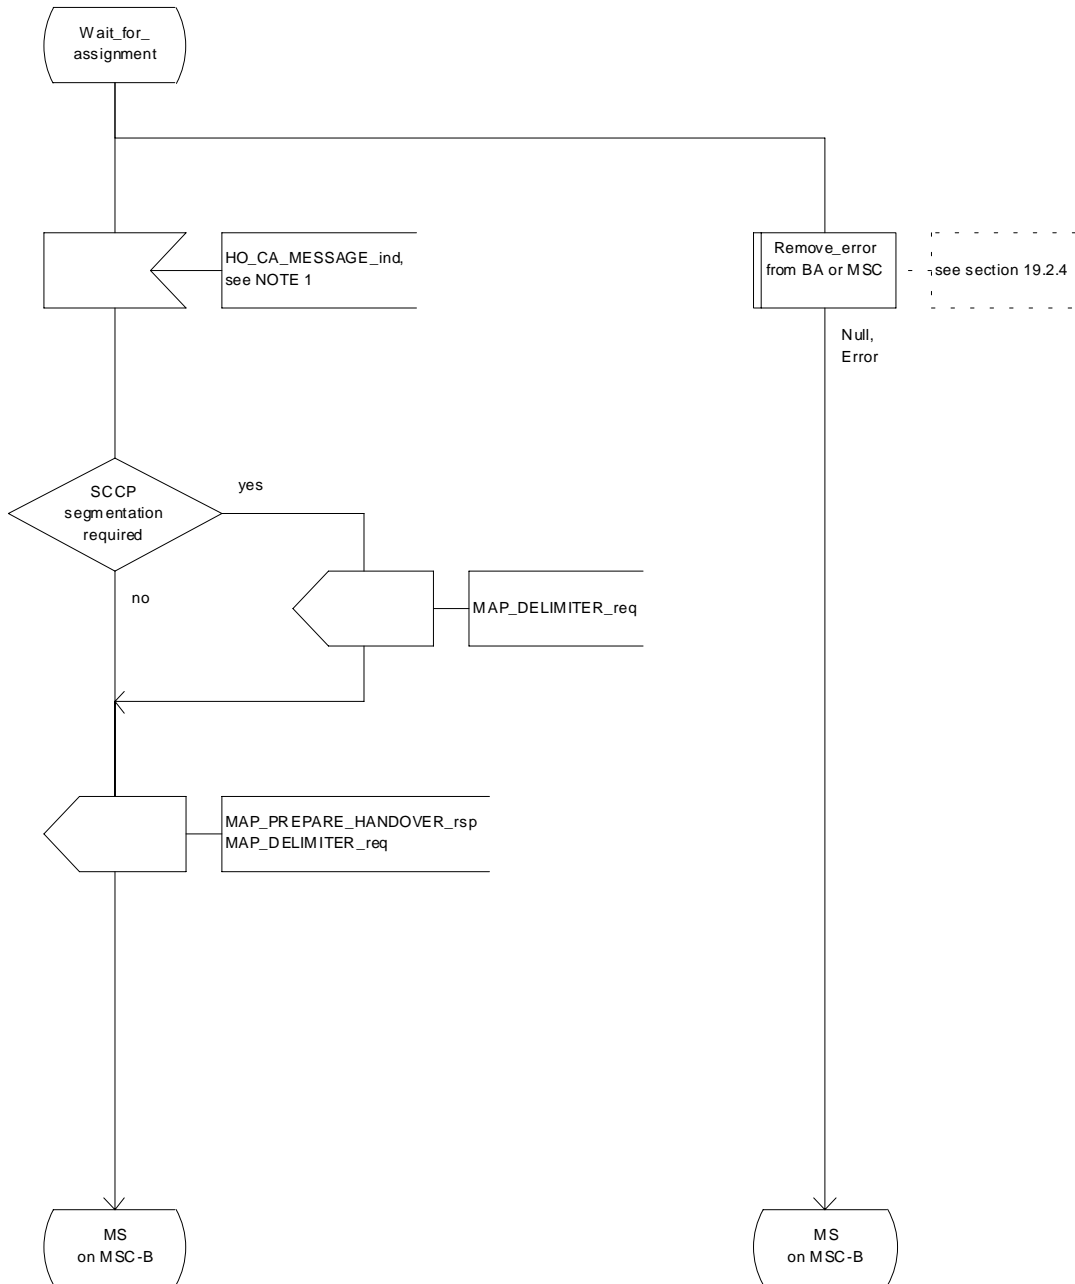 Wait_for_
assignment
HO_CA_MESSAGE_ind,
see NOTE 1
Remove_error
from BA or MSC
see section 19.2.4
Null,
Error
SCCP
segmentation
required
yes
no
MAP_DELIMITER_req
MAP_PREPARE_HANDOVER_rsp
MAP_DELIMITER_req
MS
on MSC-B
MS
on MSC-B